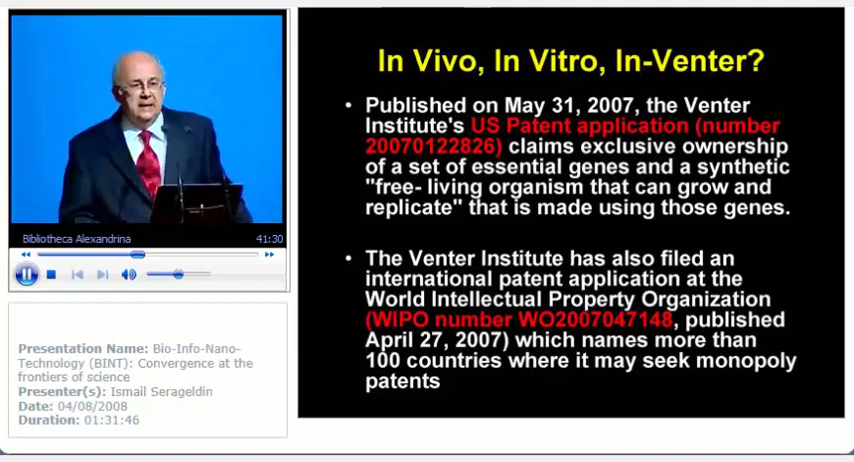 In Vivo, In Vitro, In-Venter?
• Published on May 31, 2007, the Venter
Institute's US Patent application (number
20070122826) claims exclusive ownership
of a set of essential genes and a synthetic
"free- living organism that can grow and
replicate" that is made using those genes.
• The Venter Institute has also filed an
international patent application at the
World Intellectual Property Organization
(WIPO number WO2007047148, published
April 27, 2007) which names more than
100 countries where it may seek monopoly
patents
Bibliotheca Alexandrina 41:30
Presentation Name: Bio-Info-Nano-
Technology (BINT): Convergence at the
frontiers of science
Presenter(s): Ismail Serageldin
Date: 04/08/2008
Duration: 01:31:46